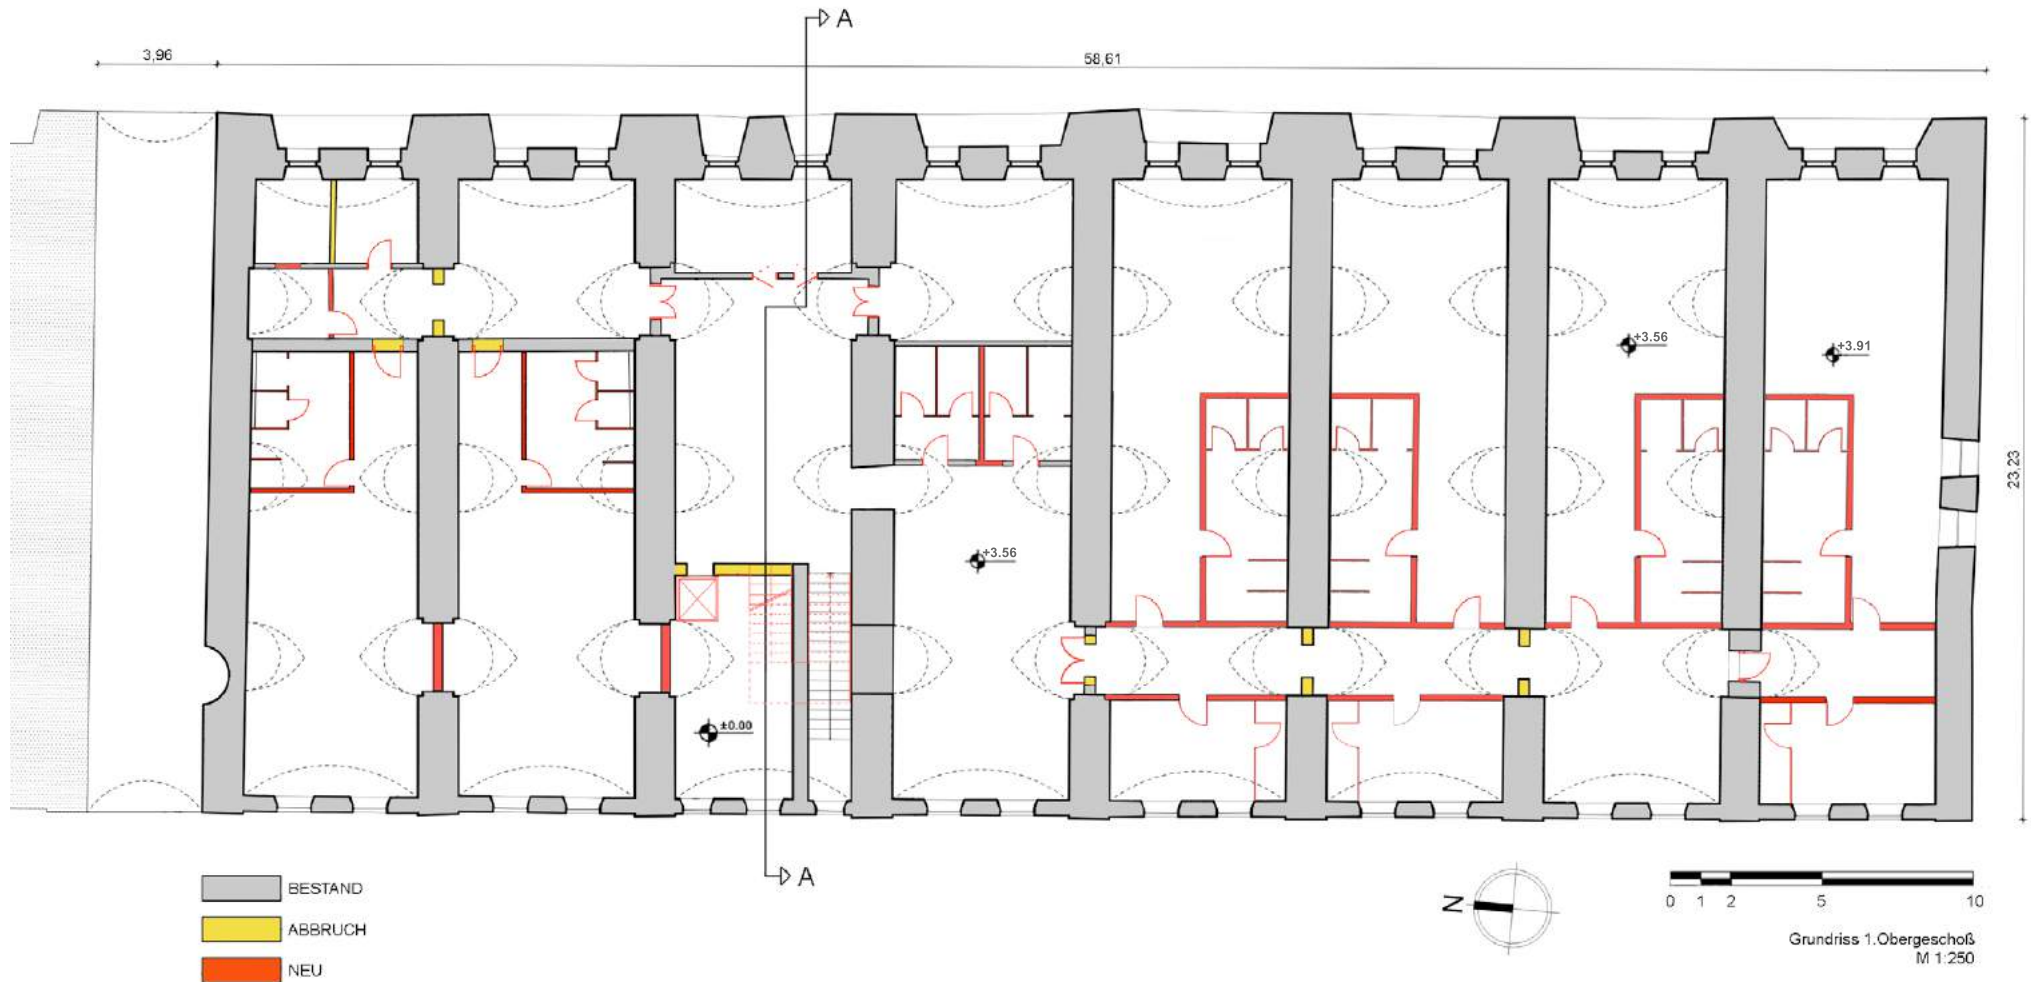 A
3,96
58,61
+3.56
+3.91
23,23
+3.56
±0.00
A
BESTAND
ABBRUCH
NEU
N
0 1 2 5 10
Grundriss 1.Obergeschoß
M 1:250